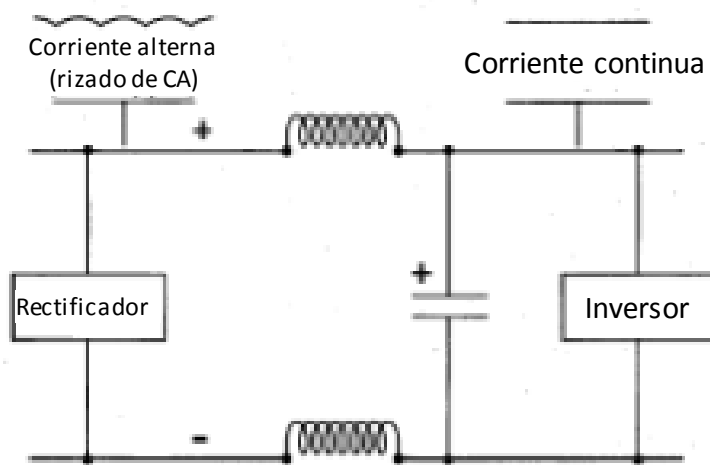 Corriente alterna
(rizado de CA)
Corriente continua
+
+
Rectificador
Inversor
-